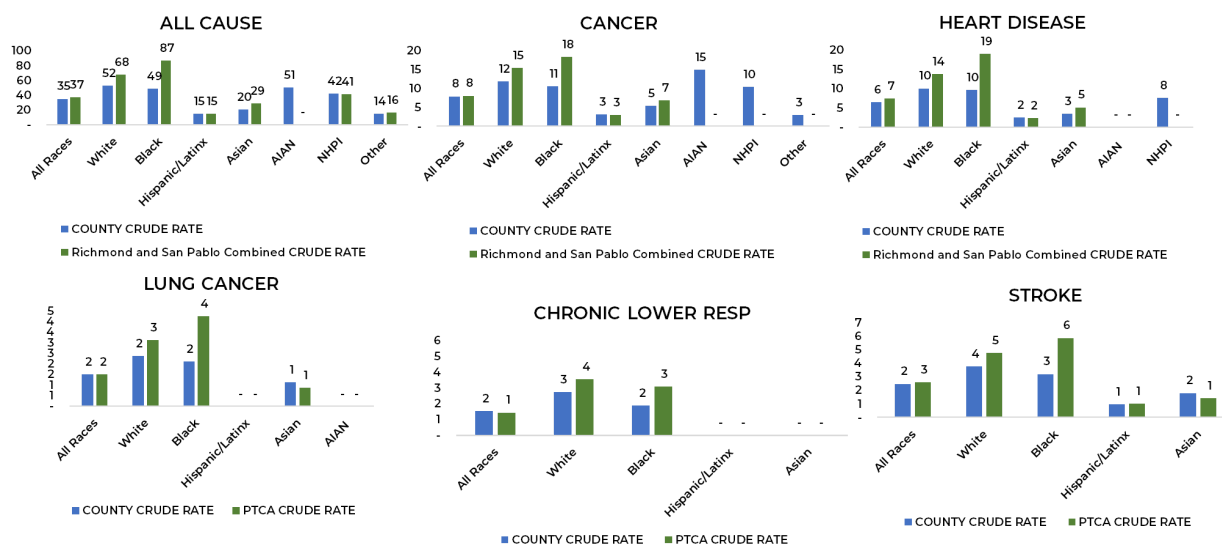 ALL CAUSE
100
80
60
40
20
-
35 37 52 68 49 87 15 15 20 29 51 - 42 41 14 16
All Races White Black Hispanic/Latinx Asian AIAN NHPI Other
COUNTY CRUDE RATE
Richmond and San Pablo Combined CRUDE RATE
CANCER
20
15
10
5
-
8 8 12 15 11 18 3 3 5 7 15 - 10 - 3 -
All Races White Black Hispanic/Latinx Asian AIAN NHPI Other
COUNTY CRUDE RATE
Richmond and San Pablo Combined CRUDE RATE
HEART DISEASE
20
15
10
5
-
6 7 10 14 10 19 2 2 3 5 - - 8 -
All Races White Black Hispanic/Latinx Asian AIAN NHPI
COUNTY CRUDE RATE
Richmond and San Pablo Combined CRUDE RATE
LUNG CANCER
5
4
4
3
3
2
2
1
1
-
2 2 2 3 2 4 - - 1 1 - -
All Races White Black Hispanic/Latinx Asian AIAN
COUNTY CRUDE RATE PTCA CRUDE RATE
CHRONIC LOWER RESP
6
5
4
3
2
1
-
2 1 3 4 2 3 - - - -
All Races White Black Hispanic/Latinx Asian
COUNTY CRUDE RATE PTCA CRUDE RATE
STROKE
7
6
5
4
3
2
1
-
2 3 4 5 3 6 1 1 2 1
All Races White Black Hispanic/Latinx Asian
COUNTY CRUDE RATE PTCA CRUDE RATE